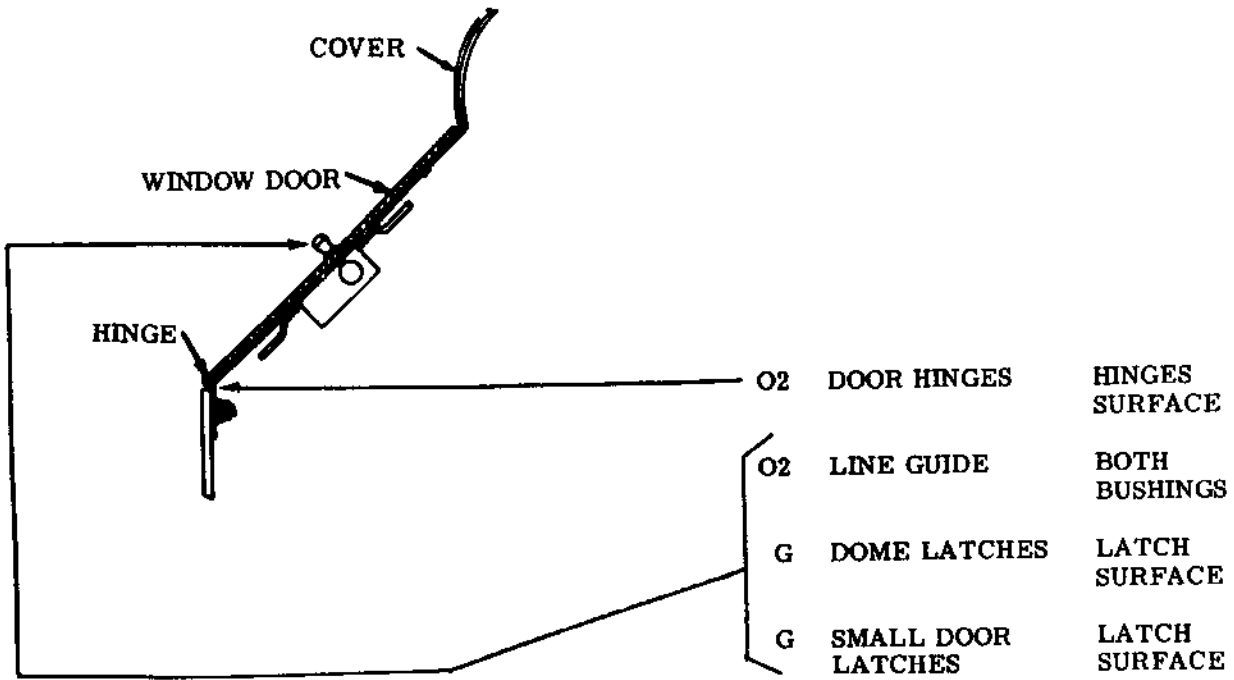 COVER
WINDOW DOOR
HINGE
O2 DOOR HINGES HINGES
SURFACE
O2 LINE GUIDE BOTH
BUSHINGS
G DOME LATCHES LATCH
SURFACE
G SMALL DOOR LATCH
LATCHES SURFACE